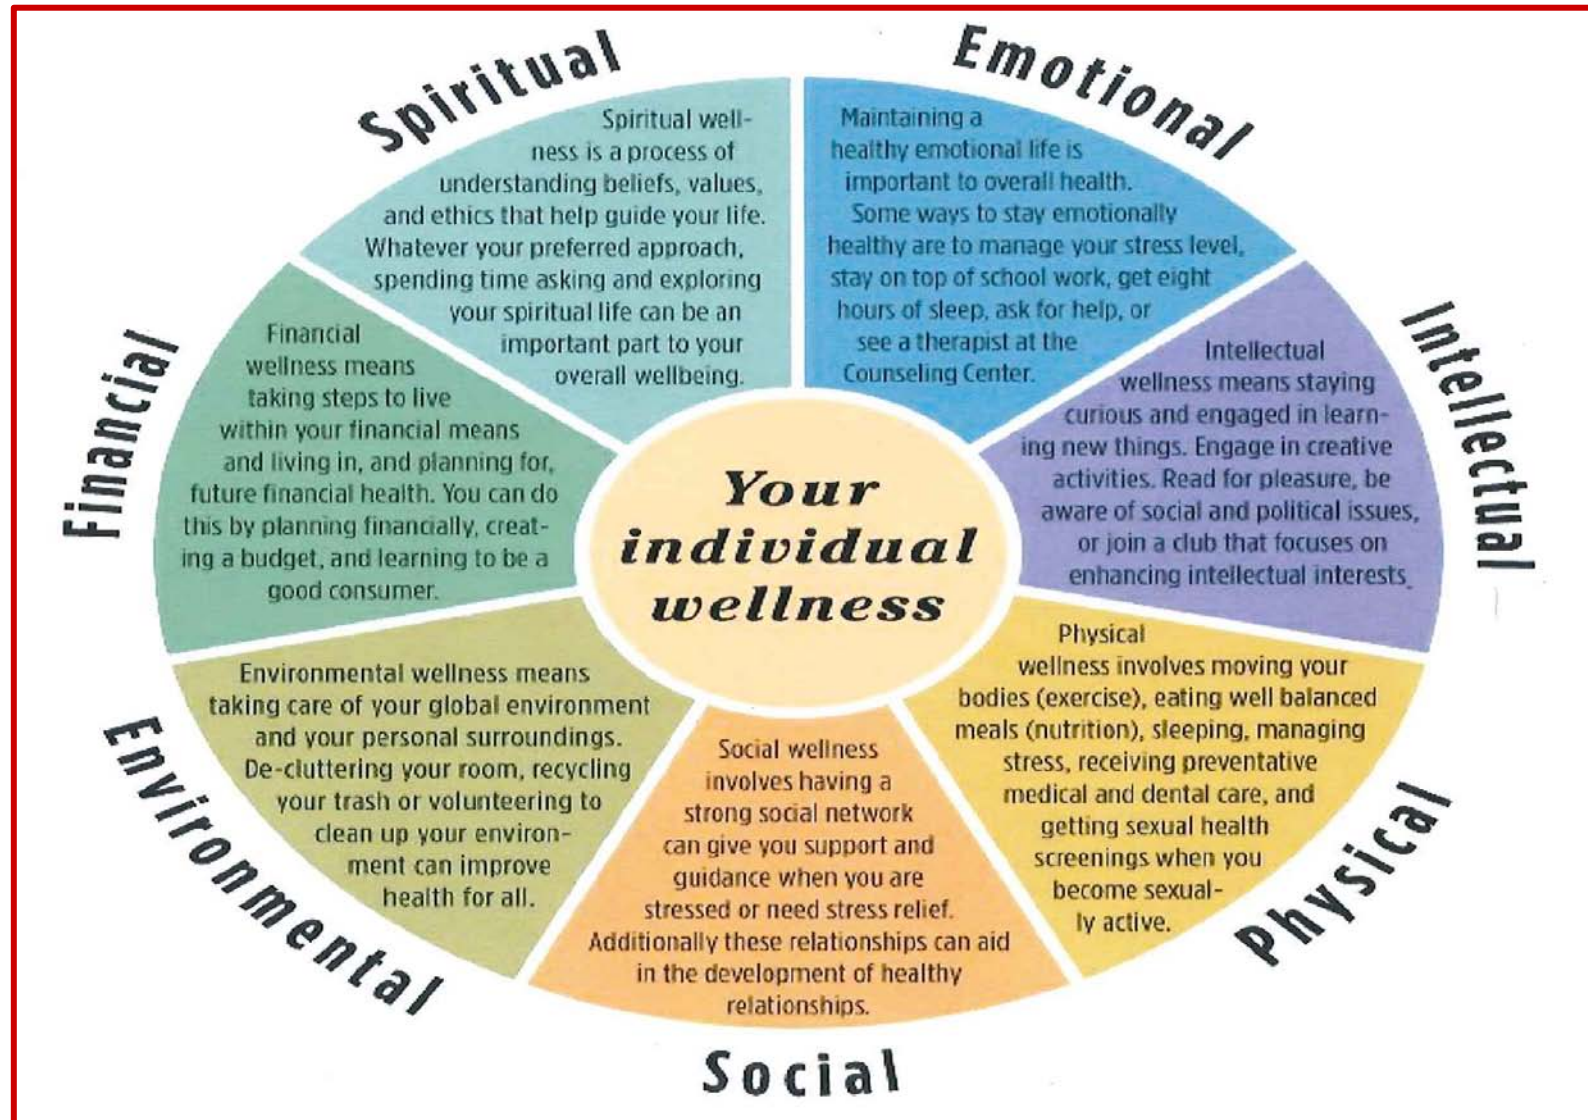 Spiritual
Spiritual well-
ness is a process of
understanding beliefs, values,
and ethics that help guide your life.
Whatever your preferred approach,
spending time asking and exploring
your spiritual life can be an
important part to your
overall wellbeing.
Emotional
Maintaining a
healthy emotional life is
important to overall health.
Some ways to stay emotionally
healthy are to manage your stress level,
stay on top of school work, get eight
hours of sleep, ask for help, or
see a therapist at the
Counseling Center.
Intellectual
Intellectual
wellness means staying
curious and engaged in learn-
ing new things. Engage in creative
activities. Read for pleasure, be
aware of social and political issues,
or join a club that focuses on
enhancing intellectual interests.
Physical
Physical
wellness involves moving your
bodies (exercise), eating well balanced
meals (nutrition), sleeping, managing
stress, receiving preventative
medical and dental care, and
getting sexual health
screenings when you
become sexual-
ly active.
Social
Social wellness
involves having a
strong social network
can give you support and
guidance when you are
stressed or need stress relief.
Additionally these relationships can aid
in the development of healthy
relationships.
Environmental
Environmental wellness means
taking care of your global environment
and your personal surroundings.
De-cluttering your room, recycling
your trash or volunteering to
clean up your environ-
ment can improve
health for all.
Financial
Financial
wellness means
taking steps to live
within your financial means
and living in, and planning for,
future financial health. You can do
this by planning financially, creat-
ing a budget, and learning to be a
good consumer.
Your
individual
wellness